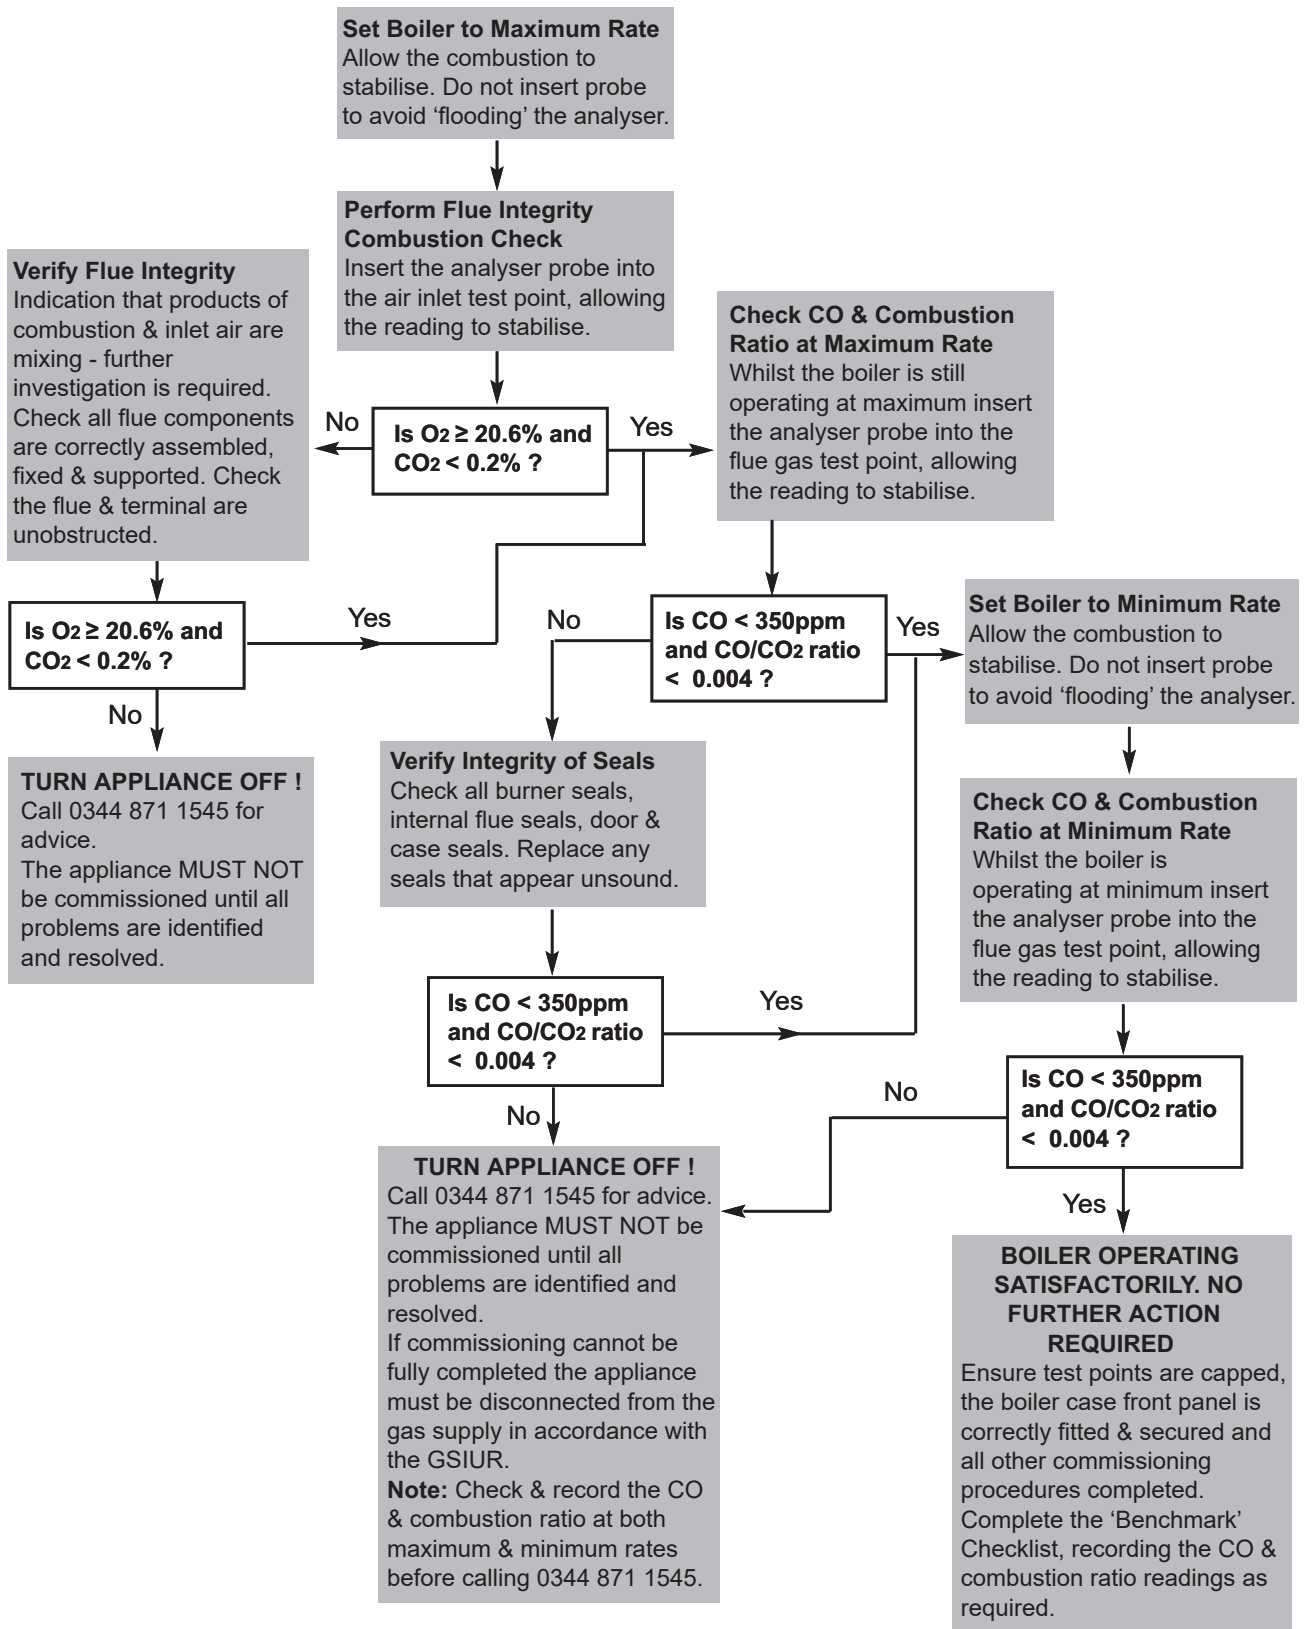 Set Boiler to Maximum Rate
Allow the combustion to
stabilise. Do not insert probe
to avoid ‘flooding’ the analyser.
Perform Flue Integrity
Combustion Check
Insert the analyser probe into
the air inlet test point, allowing
the reading to stabilise.
Is O2 ≥ 20.6% and
CO2 < 0.2% ?
No
Yes
Verify Flue Integrity
Indication that products of
combustion & inlet air are
mixing - further
investigation is required.
Check all flue components
are correctly assembled,
fixed & supported. Check
the flue & terminal are
unobstructed.
Is O2 ≥ 20.6% and
CO2 < 0.2% ?
Yes
No
TURN APPLIANCE OFF !
Call 0344 871 1545 for
advice.
The appliance MUST NOT
be commissioned until all
problems are identified
and resolved.
Check CO & Combustion
Ratio at Maximum Rate
Whilst the boiler is still
operating at maximum insert
the analyser probe into the
flue gas test point, allowing
the reading to stabilise.
Is CO < 350ppm
and CO/CO2 ratio
< 0.004 ?
No
Yes
Verify Integrity of Seals
Check all burner seals,
internal flue seals, door &
case seals. Replace any
seals that appear unsound.
Is CO < 350ppm
and CO/CO2 ratio
< 0.004 ?
Yes
No
TURN APPLIANCE OFF !
Call 0344 871 1545 for advice.
The appliance MUST NOT be
commissioned until all
problems are identified and
resolved.
If commissioning cannot be
fully completed the appliance
must be disconnected from the
gas supply in accordance with
the GSIUR.
Note: Check & record the CO
& combustion ratio at both
maximum & minimum rates
before calling 0344 871 1545.
Set Boiler to Minimum Rate
Allow the combustion to
stabilise. Do not insert probe
to avoid ‘flooding’ the analyser.
Check CO & Combustion
Ratio at Minimum Rate
Whilst the boiler is
operating at minimum insert
the analyser probe into the
flue gas test point, allowing
the reading to stabilise.
Is CO < 350ppm
and CO/CO2 ratio
< 0.004 ?
No
Yes
BOILER OPERATING
SATISFACTORILY. NO
FURTHER ACTION
REQUIRED
Ensure test points are capped,
the boiler case front panel is
correctly fitted & secured and
all other commissioning
procedures completed.
Complete the ‘Benchmark’
Checklist, recording the CO &
combustion ratio readings as
required.